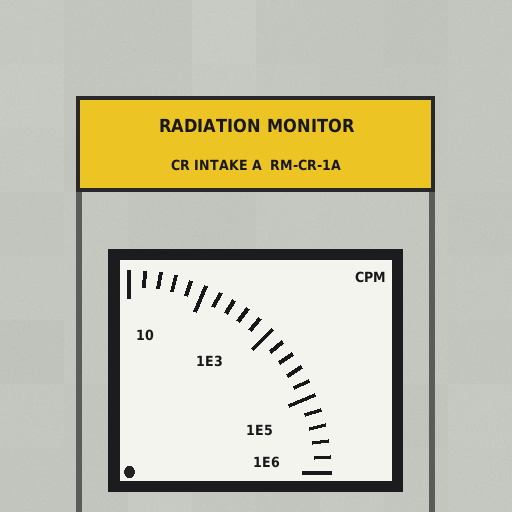 RADIATION MONITOR
CR INTAKE A RM-CR-1A
CPM
10
1E3
1E5
1E6